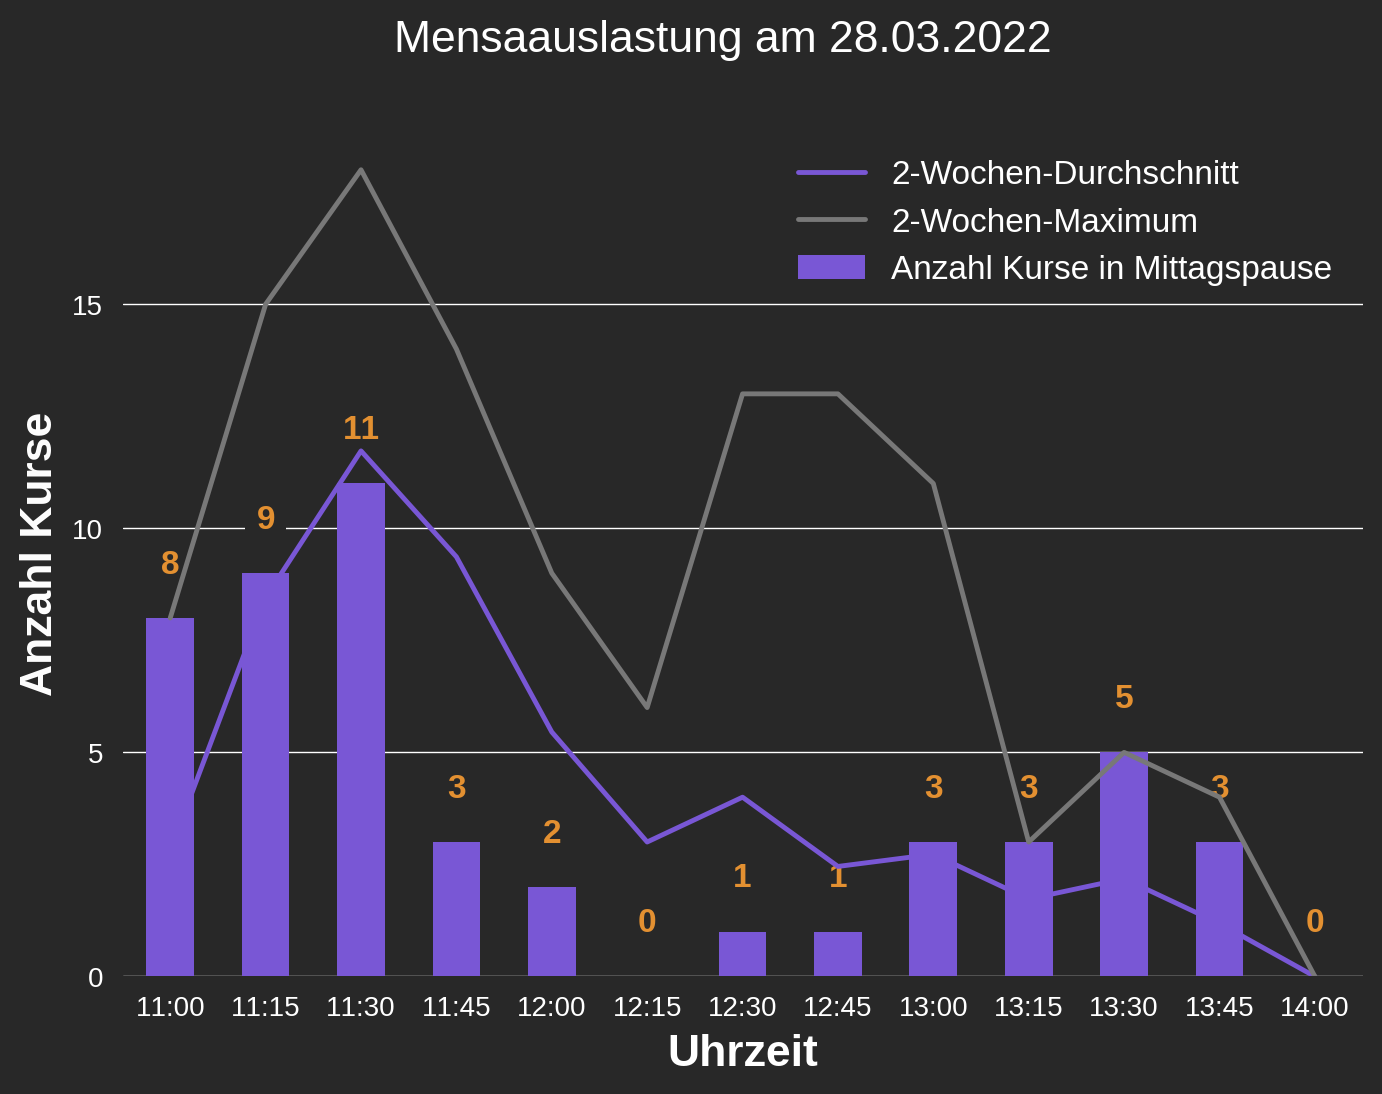 Mensaauslastung am 28.03.2022
2-Wochen-Durchschnitt
2-Wochen-Maximum
Anzahl Kurse in Mittagspause
Anzahl Kurse
15
10
5
0
8
9
11
3
2
0
1
1
3
3
5
3
0
11:00 11:15 11:30 11:45 12:00 12:15 12:30 12:45 13:00 13:15 13:30 13:45 14:00
Uhrzeit